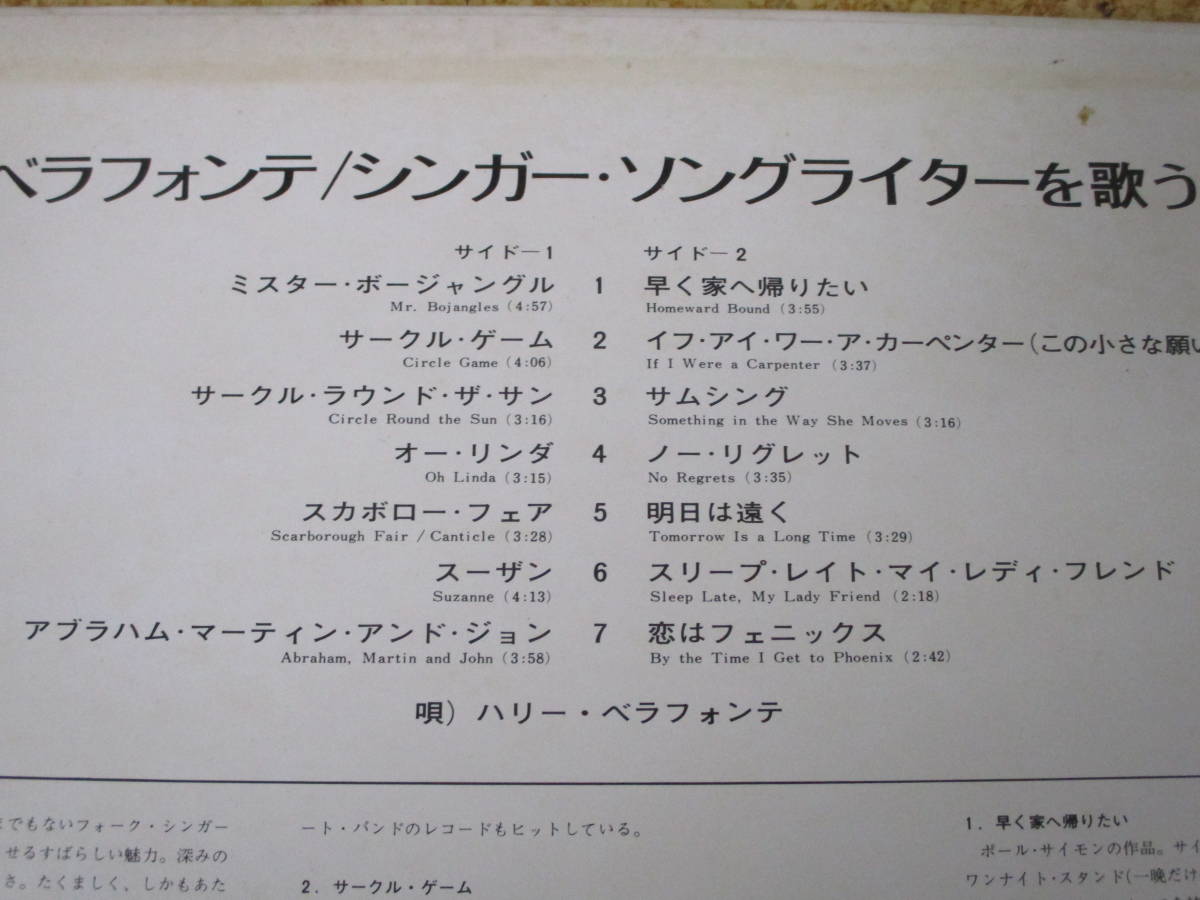 ベラフォンテ/シンガー・ソングライターを歌う
サイド－1
ミスター・ボージャングル 1
Mr. Bojangles (4:57)
サークル・ゲーム 2
Circle Game (4:06)
サークル・ラウンド・ザ・サン 3
Circle Round the Sun (3:16)
オー・リンダ 4
Oh Linda (3:15)
スカボロー・フェア 5
Scarborough Fair / Canticle (3:28)
スーザン 6
Suzanne (4:13)
アブラハム・マーティン・アンド・ジョン 7
Abraham, Martin and John (3:58)
サイド－2
早く家へ帰りたい
Homeward Bound (3:55)
イフ・アイ・ワー・ア・カーペンター(この小さな願い
If I Were a Carpenter (3:37)
サムシング
Something in the Way She Moves (3:16)
ノー・リグレット
No Regrets (3:35)
明日は遠く
Tomorrow Is a Long Time (3:29)
スリープ・レイト・マイ・レディ・フレンド
Sleep Late, My Lady Friend (2:18)
恋はフェニックス
By the Time I Get to Phoenix (2:42)
唄) ハリー・ベラフォンテ
でもないフォーク・シンガー
せるすばらしい魅力。深みの
さ。たくましく、しかもあた
ート・バンドのレコードもヒットしている。
2. サークル・ゲーム
1. 早く家へ帰りたい
ポール・サイモンの作品。サイ
ワンナイト・スタンド(一晩だけ